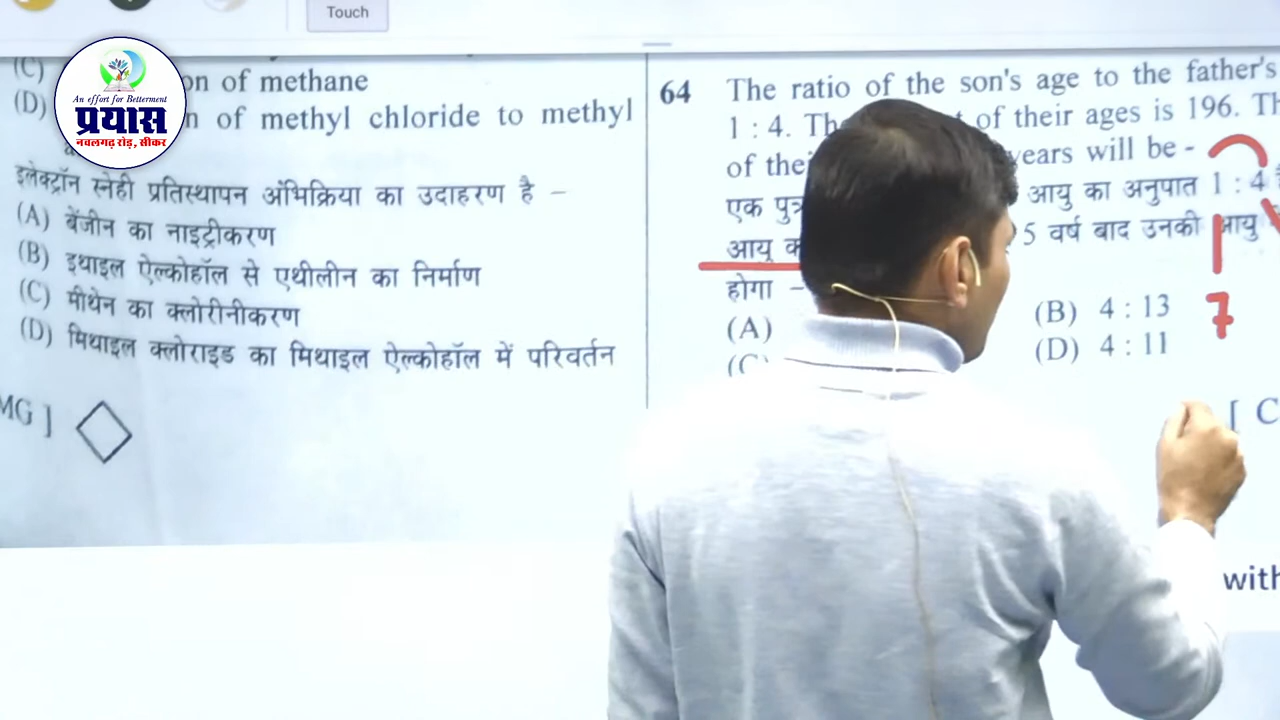 Touch
An effort for Betterment
प्रयास
नवलगढ़ रोड़, सीकर
(C) on of methane
(D) n of methyl chloride to methyl
इलेक्ट्रॉन स्नेही प्रतिस्थापन अभिक्रिया का उदाहरण है –
(A) बेंजीन का नाइट्रीकरण
(B) इथाइल ऐल्कोहॉल से एथीलीन का निर्माण
(C) मीथेन का क्लोरीनीकरण
(D) मिथाइल क्लोराइड का मिथाइल ऐल्कोहॉल में परिवर्तन
MG ]
64 The ratio of the son's age to the father's
1 : 4. of their ages is 196.
of years will be -
एक आयु का अनुपात 1 : 4
आयु 5 वर्ष बाद उनकी आयु
होगा –
(A) (B) 4 : 13
(D) 4 : 11
7
[ C
with